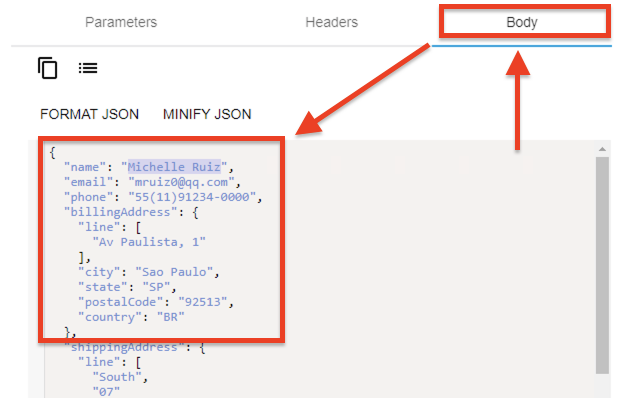 Parameters Headers Body
FORMAT JSON MINIFY JSON
{
"name": "Michelle Ruiz",
"email": "mruiz0@qq.com",
"phone": "55(11)91234-0000",
"billingAddress": {
"line": [
"Av Paulista, 1"
],
"city": "Sao Paulo",
"state": "SP",
"postalCode": "92513",
"country": "BR"
},
"shippingAddress": {
"line": [
"South",
"07"